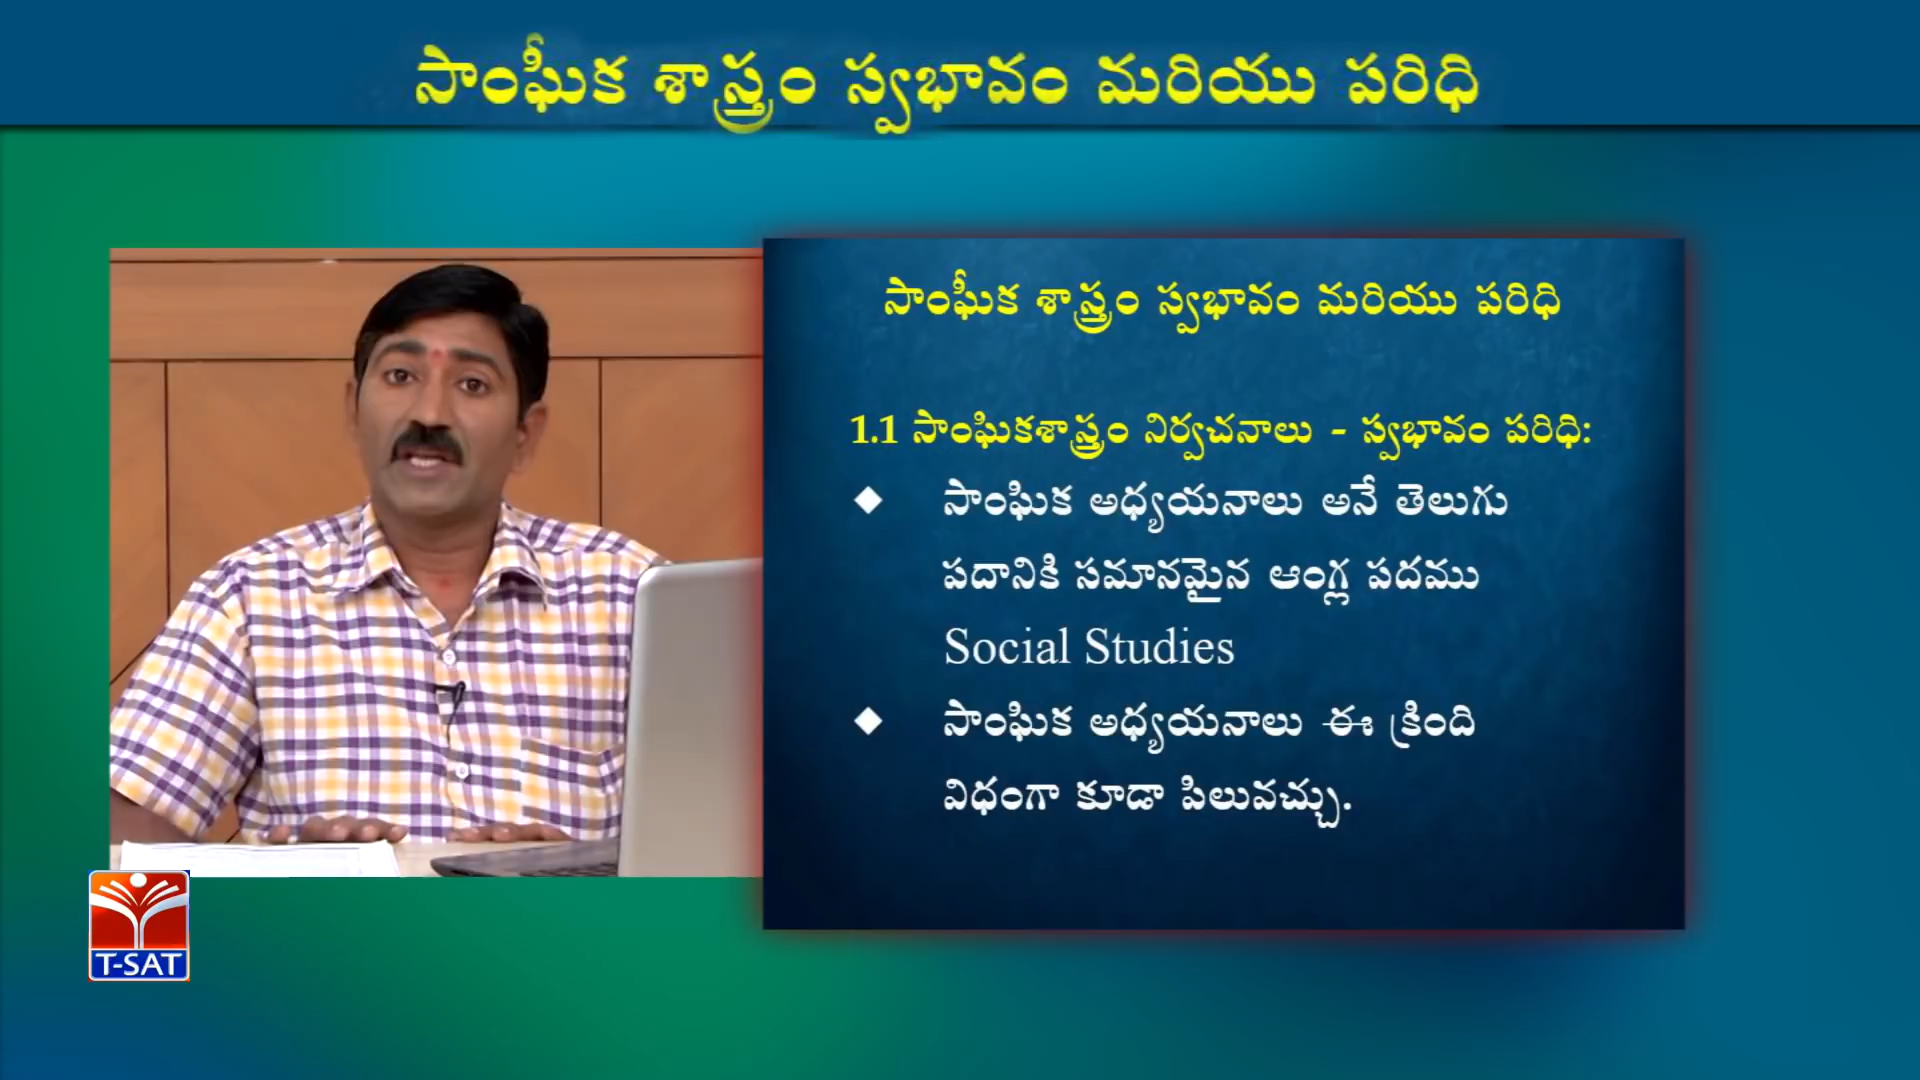 సాంఘీక శాస్త్రం స్వభావం మరియు పరిధి
సాంఘీక శాస్త్రం స్వభావం మరియు పరిధి
1.1 సాంఘికశాస్త్రం నిర్వచనాలు - స్వభావం పరిధి:
◆ సాంఘిక అధ్యయనాలు అనే తెలుగు
పదానికి సమానమైన ఆంగ్ల పదము
Social Studies
◆ సాంఘిక అధ్యయనాలు ఈ క్రింది
విధంగా కూడా పిలువచ్చు.
T-SAT